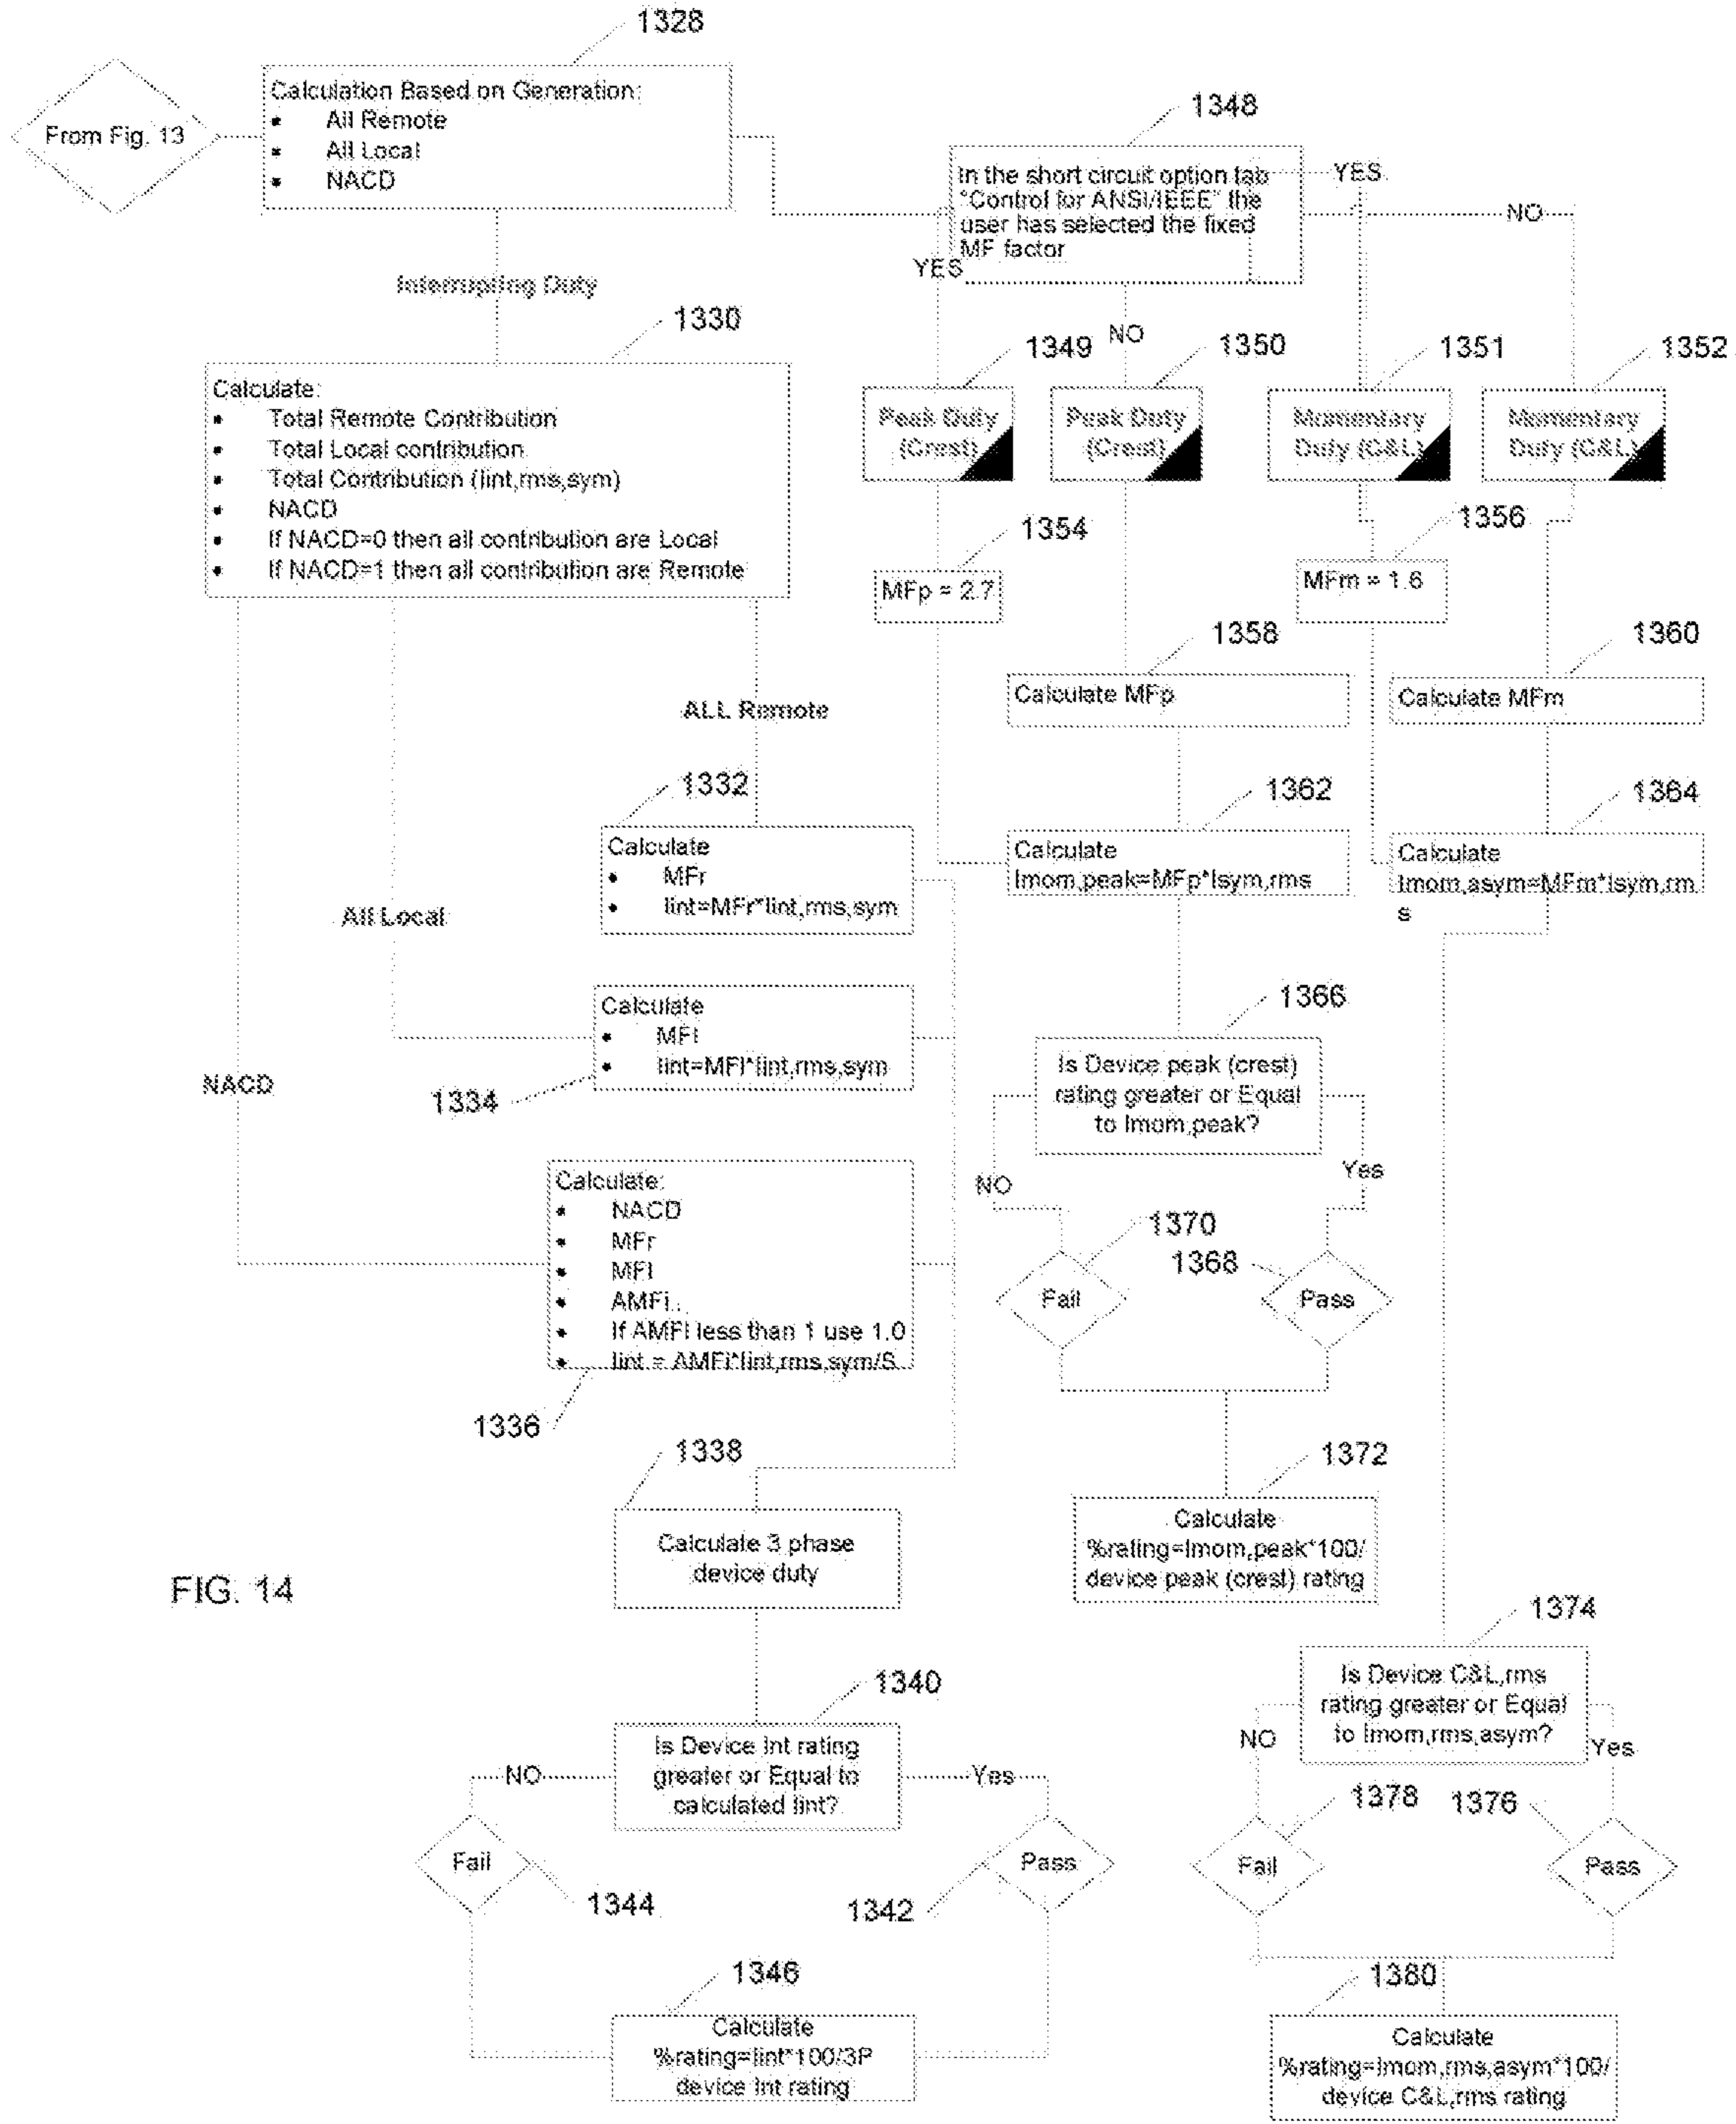 1328
From Fig. 13
Calculation Based on Generation:
• All Remote
• All Local
• NACD
1348
In the short circuit option tab
"Control for ANSI/IEEE" the
user has selected the fixed
MF factor
YES
NO
YES
NO
Interrupting Duty
1330
Calculate:
• Total Remote Contribution
• Total Local contribution
• Total Contribution (Iint,rms,sym)
• NACD
• If NACD=0 then all contribution are Local
• If NACD=1 then all contribution are Remote
1349
Peak Duty
(Crest)
1350
Peak Duty
(Crest)
1351
Momentary
Duty (C&L)
1352
Momentary
Duty (C&L)
1354
MFp = 2.7
1356
MFm = 1.6
1358
Calculate MFp
1360
Calculate MFm
ALL Remote
1332
Calculate
• MFr
• Iint=MFr*Iint,rms,sym
1362
Calculate
Imom,peak=MFp*Isym,rms
1364
Calculate
Imom,asym=MFm*Isym,rm
s
All Local
Calculate
• MFl
• Iint=MFl*Iint,rms,sym
1334
1366
Is Device peak (crest)
rating greater or Equal
to Imom,peak?
NACD
NO
Yes
Calculate:
• NACD
• MFr
• MFl
• AMFi..
• If AMFI less than 1 use 1.0
• Iint = AMFi*Iint,rms,sym/S
1336
1370
Fail
1368
Pass
1338
Calculate 3 phase
device duty
1372
Calculate
%rating=Imom,peak*100/
device peak (crest) rating
FIG. 14
1374
Is Device C&L,rms
rating greater or Equal
to Imom,rms,asym?
NO
Yes
1340
Is Device Int rating
greater or Equal to
calculated Iint?
NO
Yes
Fail
1344
Pass
1342
1378
Fail
1376
Pass
1346
Calculate
%rating=Iint*100/3P
device Int rating
1380
Calculate
%rating=Imom,rms,asym*100/
device C&L,rms rating